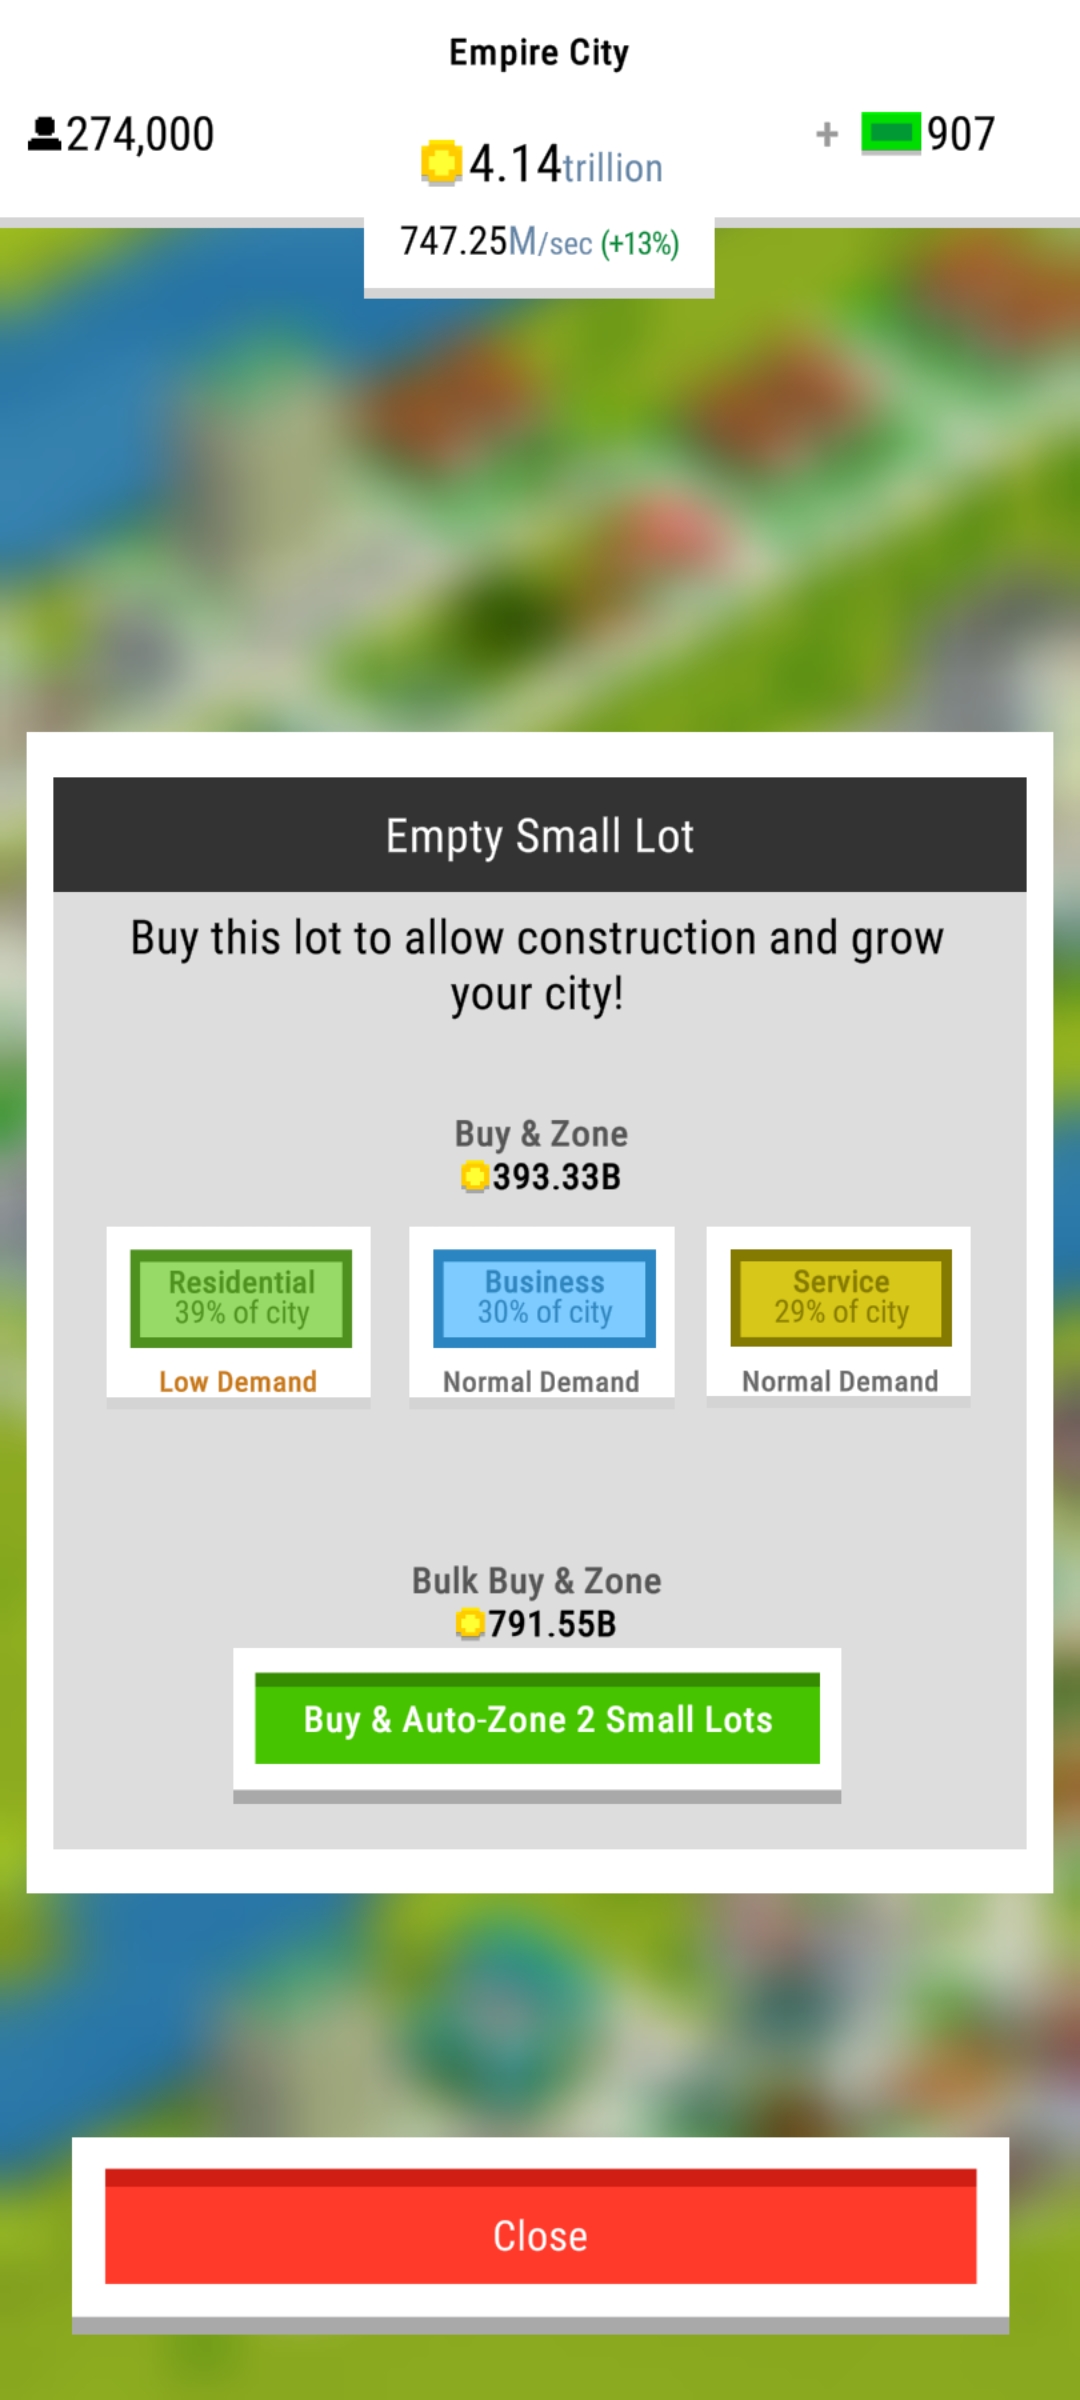 Empire City
274,000
4.14trillion
+ 907
747.25M/sec (+13%)
Empty Small Lot
Buy this lot to allow construction and grow
your city!
Buy & Zone
393.33B
Residential
39% of city
Low Demand
Business
30% of city
Normal Demand
Service
29% of city
Normal Demand
Bulk Buy & Zone
791.55B
Buy & Auto-Zone 2 Small Lots
Close